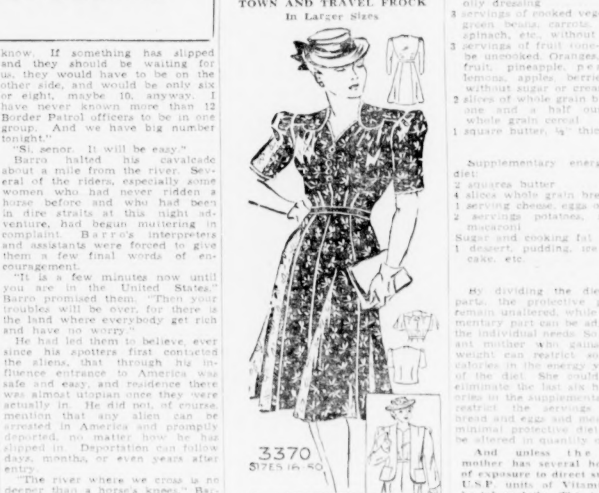 know. If something has slipped
and they should be waiting for
us, they would have to be on the
other side, and would be only six
or eight, maybe 10, anyway. I
have never known more than 12
Border Patrol officers to be in one
group. And we have big number
tonight."
"Si, senor. It will be easy."
Barro halted his cavalcade
about a mile from the river. Sev-
eral of the riders, especially some
women who had never ridden a
horse before and who had been
in dire straits at this night ad-
venture, had begun muttering in
complaint. Barro's interpreters
and assistants were forced to give
them a few final words of en-
couragement.
"It is a few minutes now until
you are in the United States,"
Barro promised them. "Then your
troubles will be over, for there is
the land where everybody get rich
and have no worry."
He had led them to believe, ever
since his spotters first contacted
the aliens, that through his in-
fluence entrance to America was
safe and easy, and residence there
was almost utopian once they were
actually in. He did not, of course,
mention that any alien can be
arrested in America and promptly
deported, no matter how he has
slipped in. Deportation can follow
days, months, or even years after
entry.
"The river where we cross is no
deeper than a horse's knees," Bar-
TOWN AND TRAVEL FROCK
In Larger Sizes
3370
SIZES 16-50
oily dressing
3 servings of cooked veg
green beans, carrots,
spinach, etc., without
3 servings of fruit (one
be uncooked. Oranges,
fruit, pineapple,
lemons, apples, berrie
without sugar or crea
2 slices of whole grain b
one and a half ou
whole grain cereal
1 square butter, ½" thic
Supplementary energ
diet:
2 squares butter
4 slices whole grain bre
1 serving cheese, eggs o
2 servings potatoes,
macaroni
Sugar and cooking fat
1 dessert, pudding, ice
cake, etc.
By dividing the die
parts, the protective
remain unaltered, while
mentary part can be ad
the individual needs. So
ant mother who gains
weight can restrict
calories in the energy
of the diet. She could
eliminate the last six h
ories in the supplementa
restrict the servings
bread and eggs and mea
minimal protective diet
be altered in quantity
And unless the
mother has several h
of exposure to direct s
U.S.P. units of Vitam